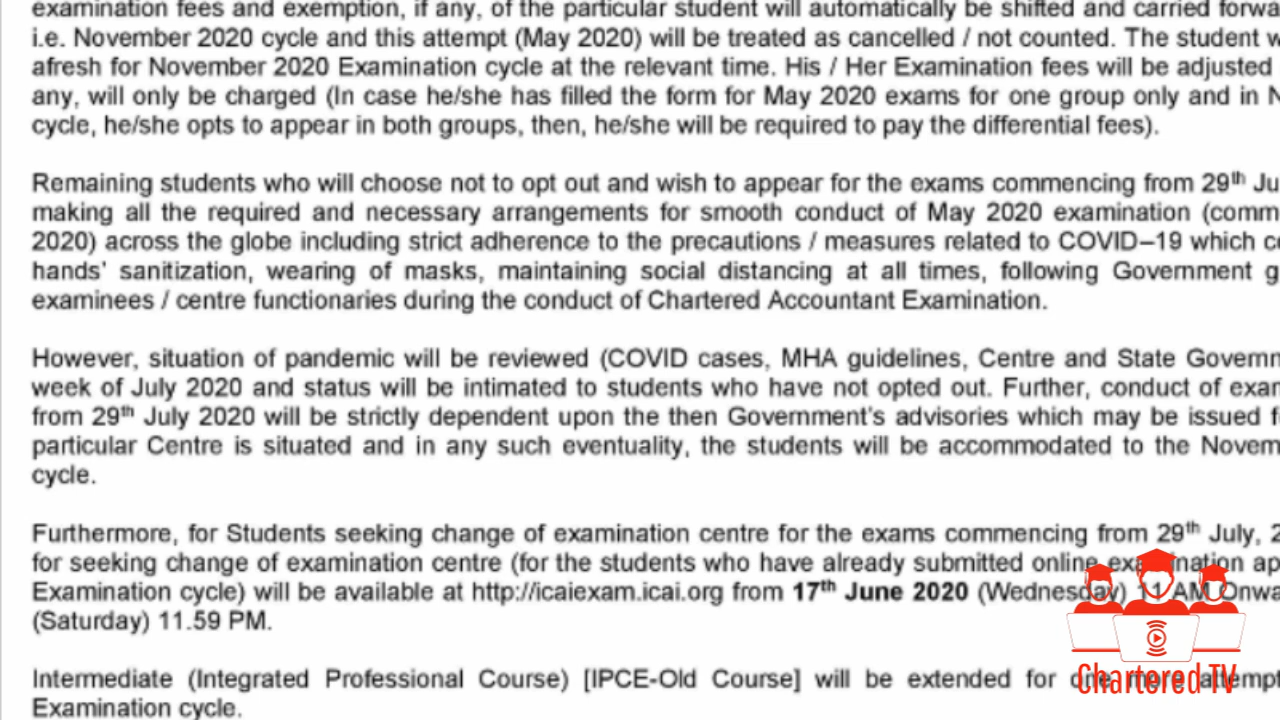 examination fees and exemption, if any, of the particular student will automatically be shifted and carried forwa
i.e. November 2020 cycle and this attempt (May 2020) will be treated as cancelled / not counted. The student w
afresh for November 2020 Examination cycle at the relevant time. His / Her Examination fees will be adjusted
any, will only be charged (In case he/she has filled the form for May 2020 exams for one group only and in N
cycle, he/she opts to appear in both groups, then, he/she will be required to pay the differential fees).
Remaining students who will choose not to opt out and wish to appear for the exams commencing from 29th Ju
making all the required and necessary arrangements for smooth conduct of May 2020 examination (comm
2020) across the globe including strict adherence to the precautions / measures related to COVID–19 which c
hands' sanitization, wearing of masks, maintaining social distancing at all times, following Government g
examinees / centre functionaries during the conduct of Chartered Accountant Examination.
However, situation of pandemic will be reviewed (COVID cases, MHA guidelines, Centre and State Governm
week of July 2020 and status will be intimated to students who have not opted out. Further, conduct of exam
from 29th July 2020 will be strictly dependent upon the then Government's advisories which may be issued f
particular Centre is situated and in any such eventuality, the students will be accommodated to the Novem
cycle.
Furthermore, for Students seeking change of examination centre for the exams commencing from 29th July, 2
for seeking change of examination centre (for the students who have already submitted online examination ap
Examination cycle) will be available at http://icaiexam.icai.org from 17th June 2020 (Wednesday) 11 AM Onwa
(Saturday) 11.59 PM.
Intermediate (Integrated Professional Course) [IPCE-Old Course] will be extended for one more attempt
Examination cycle.
Chartered TV